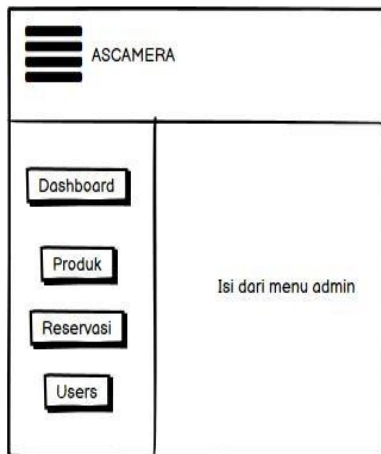 ASCAMERA
Dashboard
Produk
Reservasi
Users
Isi dari menu admin